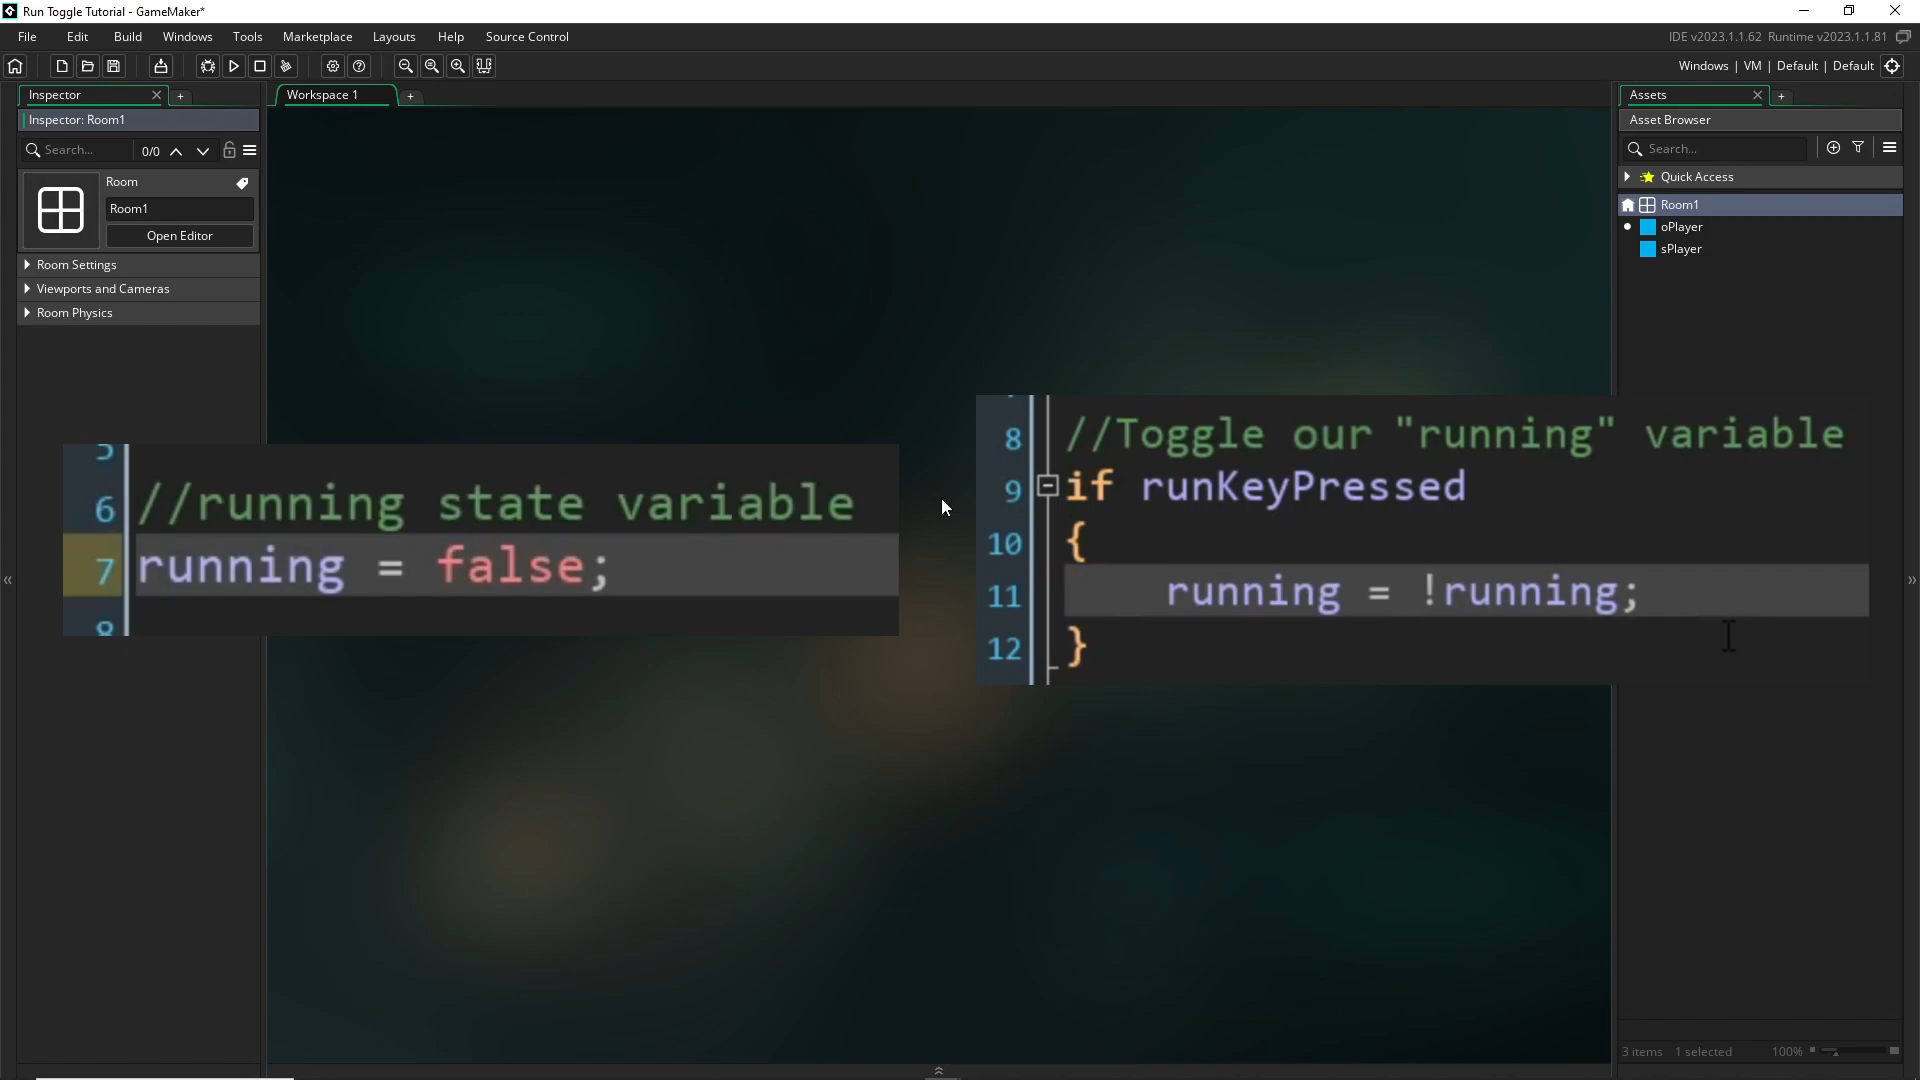 Run Toggle Tutorial - GameMaker*
File Edit Build Windows Tools Marketplace Layouts Help Source Control
IDE v2023.1.1.62 Runtime v2023.1.1.81
Windows | VM | Default | Default
Inspector
Workspace 1
Assets
Inspector: Room1
Asset Browser
Search...
0/0
Search...
Room
Room1
Open Editor
Room Settings
Viewports and Cameras
Room Physics
Quick Access
Room1
oPlayer
sPlayer
5
6 //running state variable
7 running = false;
8
8 //Toggle our "running" variable
9 if runKeyPressed
10 {
11 running = !running;
12 }
3 items 1 selected 100%